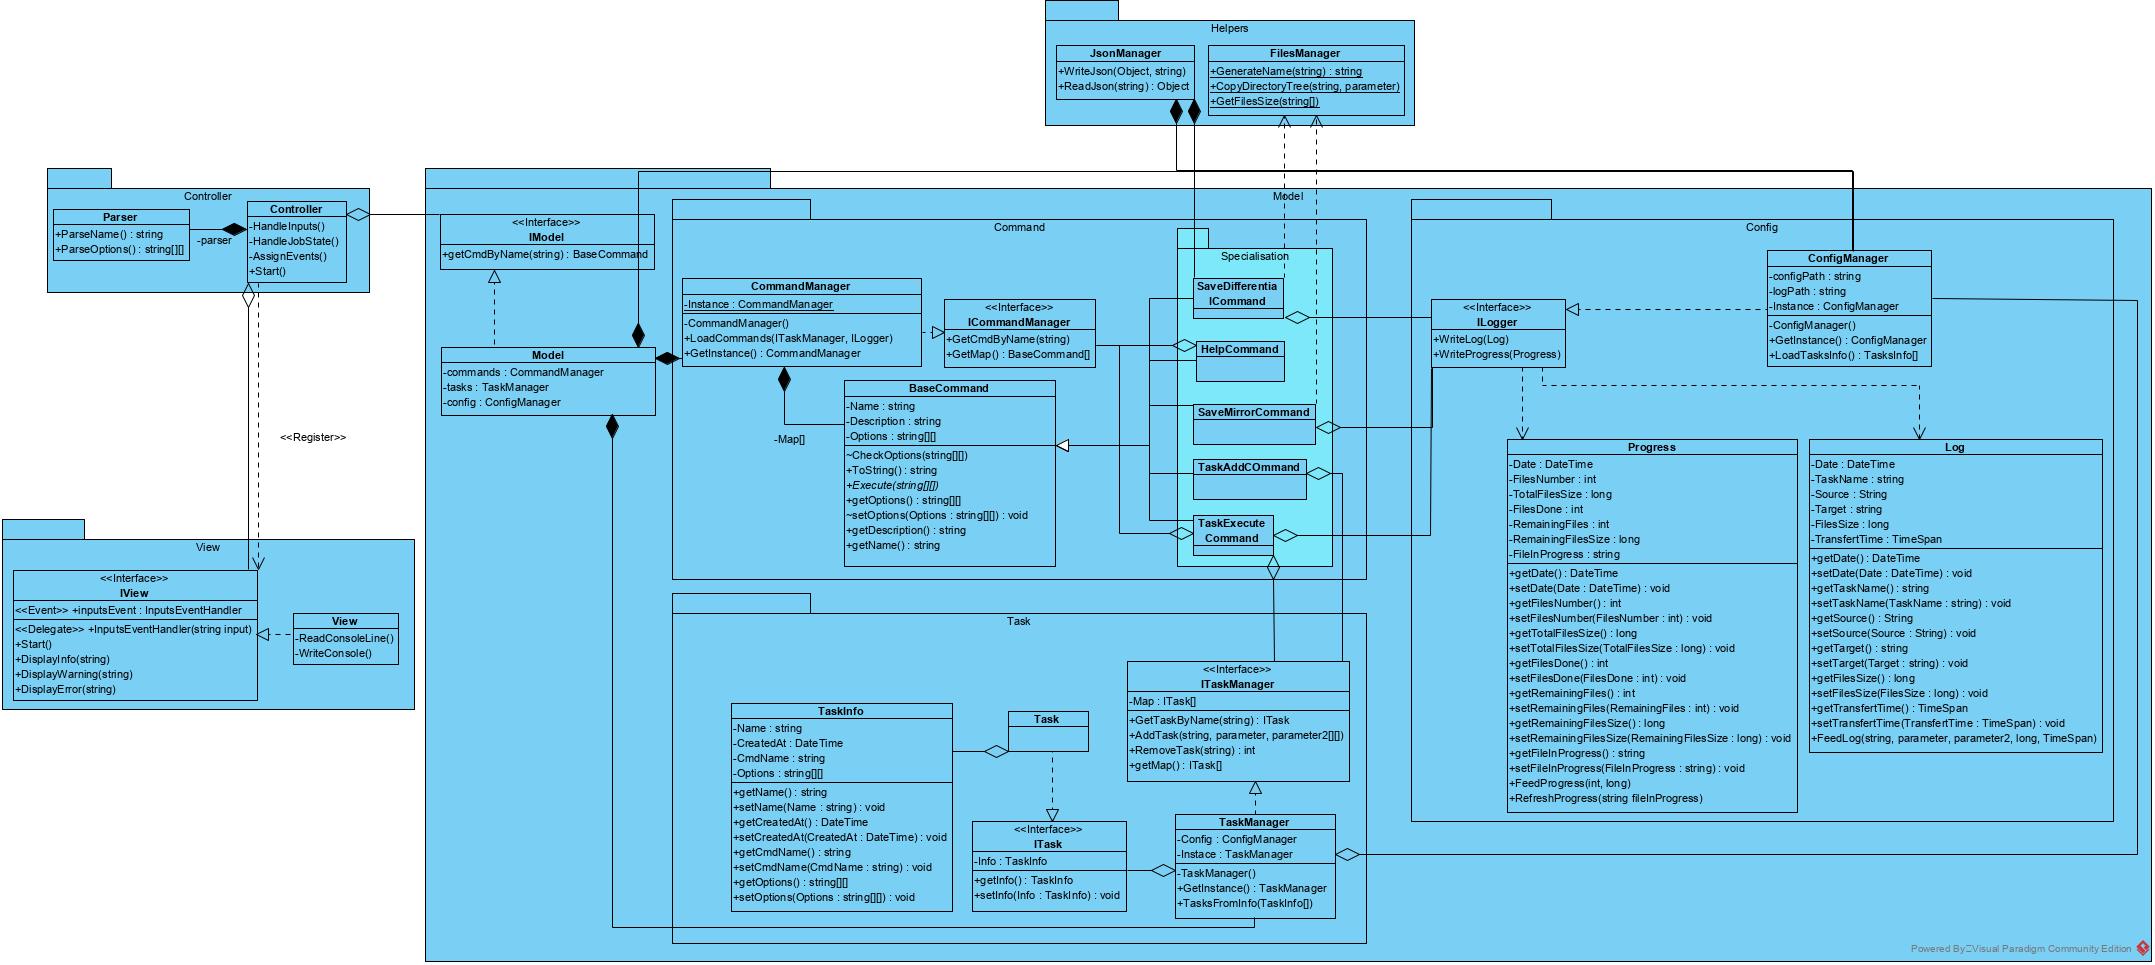 Helpers
JsonManager
+WriteJson(Object, string)
+ReadJson(string) : Object
FilesManager
+GenerateName(string) : string
+CopyDirectoryTree(string, parameter)
+GetFilesSize(string[])
Controller
Parser
+ParseName() : string
+ParseOptions() : string[][]
-parser
Controller
-HandleInputs()
-HandleJobState()
-AssignEvents()
+Start()
Model
<<Interface>>
IModel
+getCmdByName(string) : BaseCommand
Model
-commands : CommandManager
-tasks : TaskManager
-config : ConfigManager
Command
CommandManager
-Instance : CommandManager
-CommandManager()
+LoadCommands(ITaskManager, ILogger)
+GetInstance() : CommandManager
<<Interface>>
ICommandManager
+GetCmdByName(string)
+GetMap() : BaseCommand[]
-Map[]
BaseCommand
-Name : string
-Description : string
-Options : string[][]
~CheckOptions(string[][])
+ToString() : string
+Execute(string[][])
+getOptions() : string[][]
~setOptions(Options : string[][]) : void
+getDescription() : string
+getName() : string
Specialisation
SaveDifferentia
lCommand
HelpCommand
SaveMirrorCommand
TaskAddCOmmand
TaskExecute
Command
Config
<<Interface>>
ILogger
+WriteLog(Log)
+WriteProgress(Progress)
ConfigManager
-configPath : string
-logPath : string
-Instance : ConfigManager
-ConfigManager()
+GetInstance() : ConfigManager
+LoadTasksInfo() : TasksInfo[]
Progress
-Date : DateTime
-FilesNumber : int
-TotalFilesSize : long
-FilesDone : int
-RemainingFiles : int
-RemainingFilesSize : long
-FileInProgress : string
+getDate() : DateTime
+setDate(Date : DateTime) : void
+getFilesNumber() : int
+setFilesNumber(FilesNumber : int) : void
+getTotalFilesSize() : long
+setTotalFilesSize(TotalFilesSize : long) : void
+getFilesDone() : int
+setFilesDone(FilesDone : int) : void
+getRemainingFiles() : int
+setRemainingFiles(RemainingFiles : int) : void
+getRemainingFilesSize() : long
+setRemainingFilesSize(RemainingFilesSize : long) : void
+getFileInProgress() : string
+setFileInProgress(FileInProgress : string) : void
+FeedProgress(int, long)
+RefreshProgress(string fileInProgress)
Log
-Date : DateTime
-TaskName : string
-Source : String
-Target : string
-FilesSize : long
-TransfertTime : TimeSpan
+getDate() : DateTime
+setDate(Date : DateTime) : void
+getTaskName() : string
+setTaskName(TaskName : string) : void
+getSource() : String
+setSource(Source : String) : void
+getTarget() : string
+setTarget(Target : string) : void
+getFilesSize() : long
+setFilesSize(FilesSize : long) : void
+getTransfertTime() : TimeSpan
+setTransfertTime(TransfertTime : TimeSpan) : void
+FeedLog(string, parameter, parameter2, long, TimeSpan)
<<Register>>
View
<<Interface>>
IView
<<Event>> +inputsEvent : InputsEventHandler
<<Delegate>> +InputsEventHandler(string input)
+Start()
+DisplayInfo(string)
+DisplayWarning(string)
+DisplayError(string)
View
-ReadConsoleLine()
-WriteConsole()
Task
TaskInfo
-Name : string
-CreatedAt : DateTime
-CmdName : string
-Options : string[][]
+getName() : string
+setName(Name : string) : void
+getCreatedAt() : DateTime
+setCreatedAt(CreatedAt : DateTime) : void
+getCmdName() : string
+setCmdName(CmdName : string) : void
+getOptions() : string[][]
+setOptions(Options : string[][]) : void
Task
<<Interface>>
ITask
-Info : TaskInfo
+getInfo() : TaskInfo
+setInfo(Info : TaskInfo) : void
<<Interface>>
ITaskManager
-Map : ITask[]
+GetTaskByName(string) : ITask
+AddTask(string, parameter, parameter2[][])
+RemoveTask(string) : int
+getMap() : ITask[]
TaskManager
-Config : ConfigManager
-Instace : TaskManager
-TaskManager()
+GetInstance() : TaskManager
+TasksFromInfo(TaskInfo[])
Powered By Visual Paradigm Community Edition